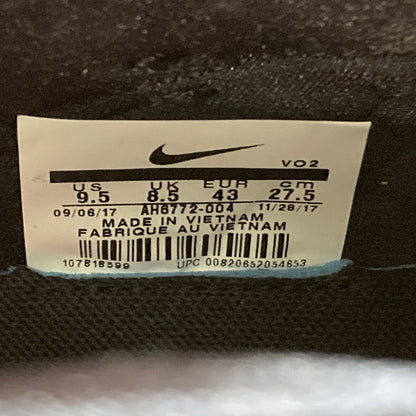 VO2
US UK EUR cm
9.5 8.5 43 27.5
09/06/17 AH6772-004 11/28/17
MADE IN VIETNAM
FABRIQUE AU VIETNAM
107818599 UPC 00820652054653